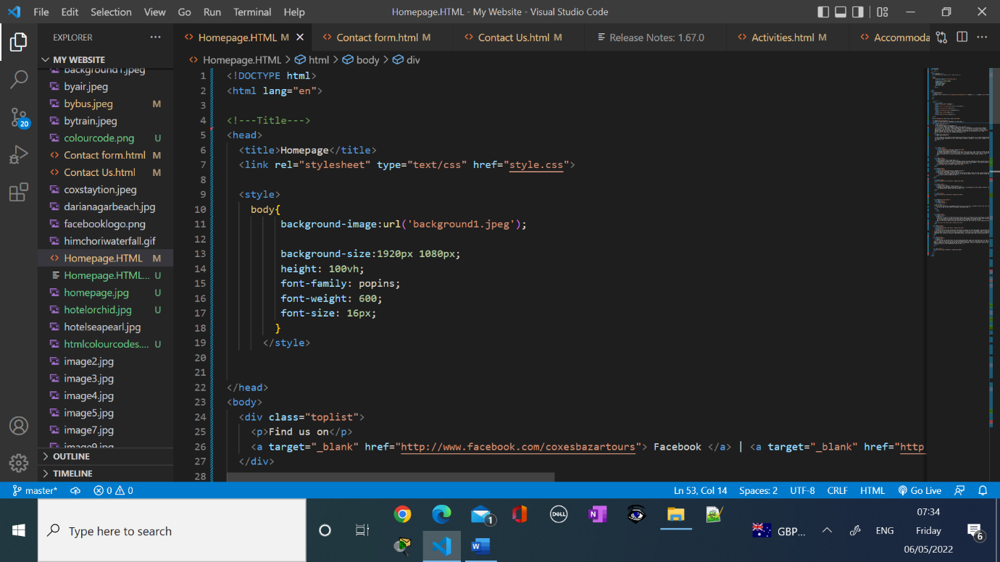 File Edit Selection View Go Run Terminal Help Homepage.HTML - My Website - Visual Studio Code
EXPLORER
Homepage.HTML M Contact form.html M Contact Us.html M Release Notes: 1.67.0 Activities.html M Accommoda
MY WEBSITE
Homepage.HTML > html > body > div
background1.jpeg
byair.jpeg
bybus.jpeg M
bytrain.jpeg
colourcode.png U
Contact form.html M
Contact Us.html M
coxstaytion.jpeg
darianagarbeach.jpg
facebooklogo.png
himchoriwaterfall.gif
Homepage.HTML M
Homepage.HTML... U
homepage.jpg U
hotelorchid.jpg U
hotelseapearl.jpg
htmlcolourcodes.... U
image2.jpg
image3.jpg
image4.jpg
image5.jpg
image7.jpg
image9.jpg
OUTLINE
TIMELINE
20
1 <!DOCTYPE html>
2 <html lang="en">
3
4 <!---Title--->
5 <head>
6 <title>Homepage</title>
7 <link rel="stylesheet" type="text/css" href="style.css">
8
9 <style>
10 body{
11 background-image:url('background1.jpeg');
12
13 background-size:1920px 1080px;
14 height: 100vh;
15 font-family: popins;
16 font-weight: 600;
17 font-size: 16px;
18 }
19 </style>
20
21
22 </head>
23 <body>
24 <div class="toplist">
25 <p>Find us on</p>
26 <a target="_blank" href="http://www.facebook.com/coxesbazartours"> Facebook </a> | <a target="_blank" href="http
27 </div>
28
master* 0 0 Ln 53, Col 14 Spaces: 2 UTF-8 CRLF HTML Go Live
Type here to search
1
DELL
GBP... ENG
07:34
Friday
06/05/2022
6